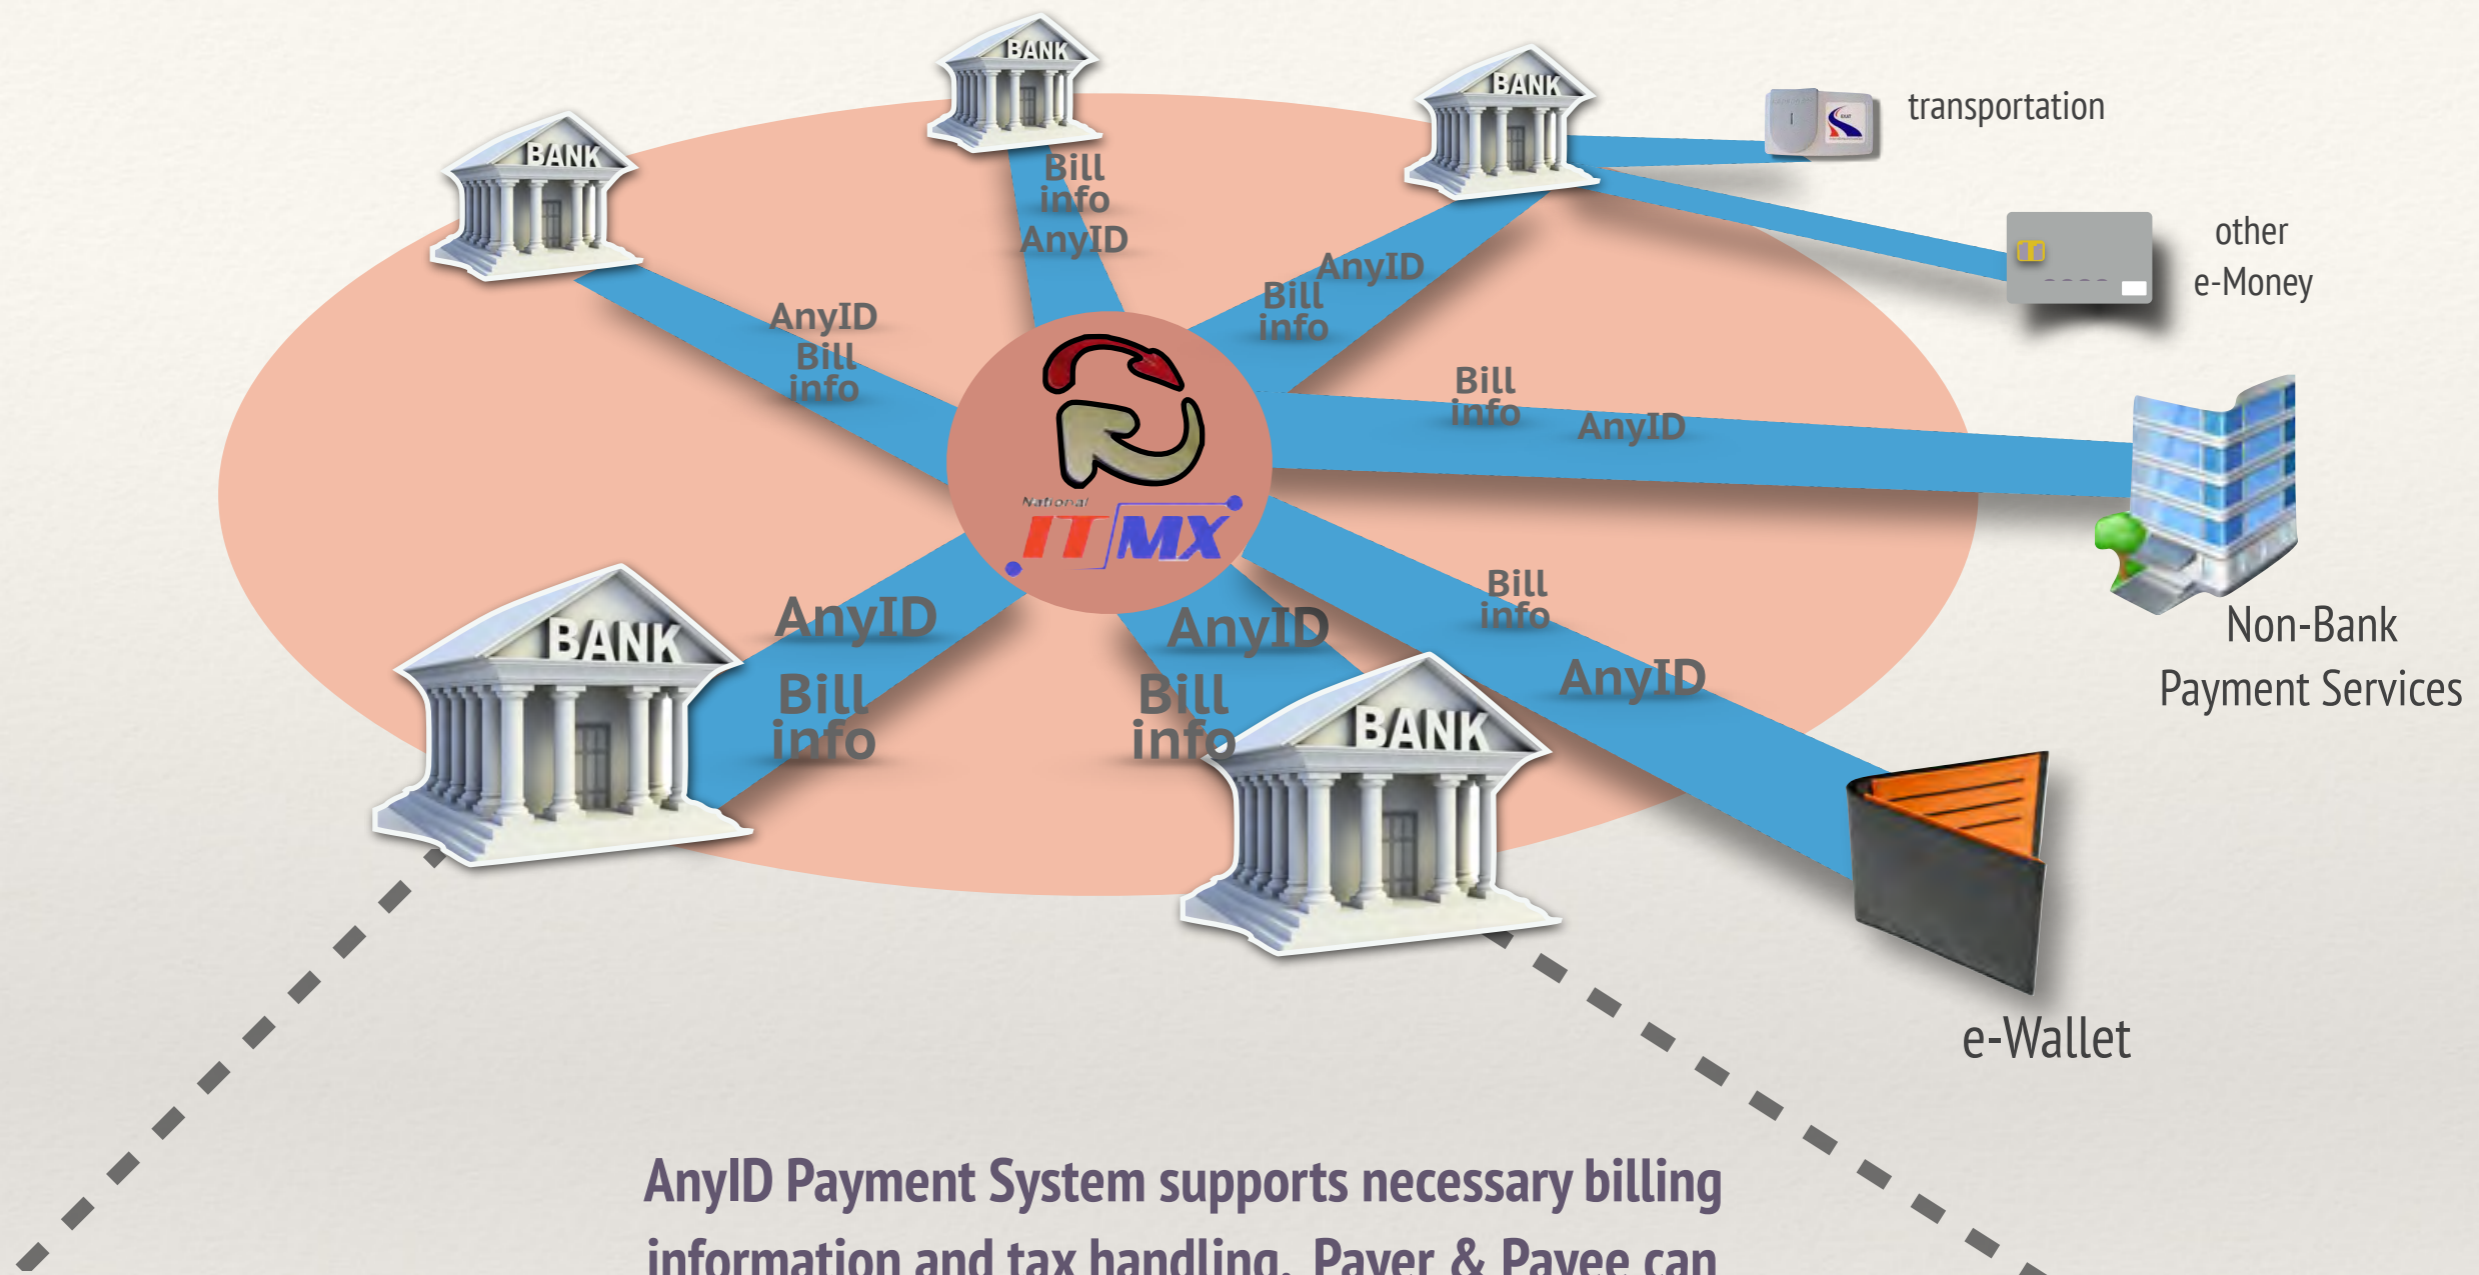 BANK
BANK
BANK
transportation
Bill
info
AnyID
other
e-Money
AnyID
Bill
info
AnyID
Bill
info
Bill
info
AnyID
National
ITMX
BANK
AnyID
Bill
info
AnyID
Bill
info
BANK
Bill
info
AnyID
Non-Bank
Payment Services
e-Wallet
AnyID Payment System supports necessary billing
information and tax handling. Payer & Payee can